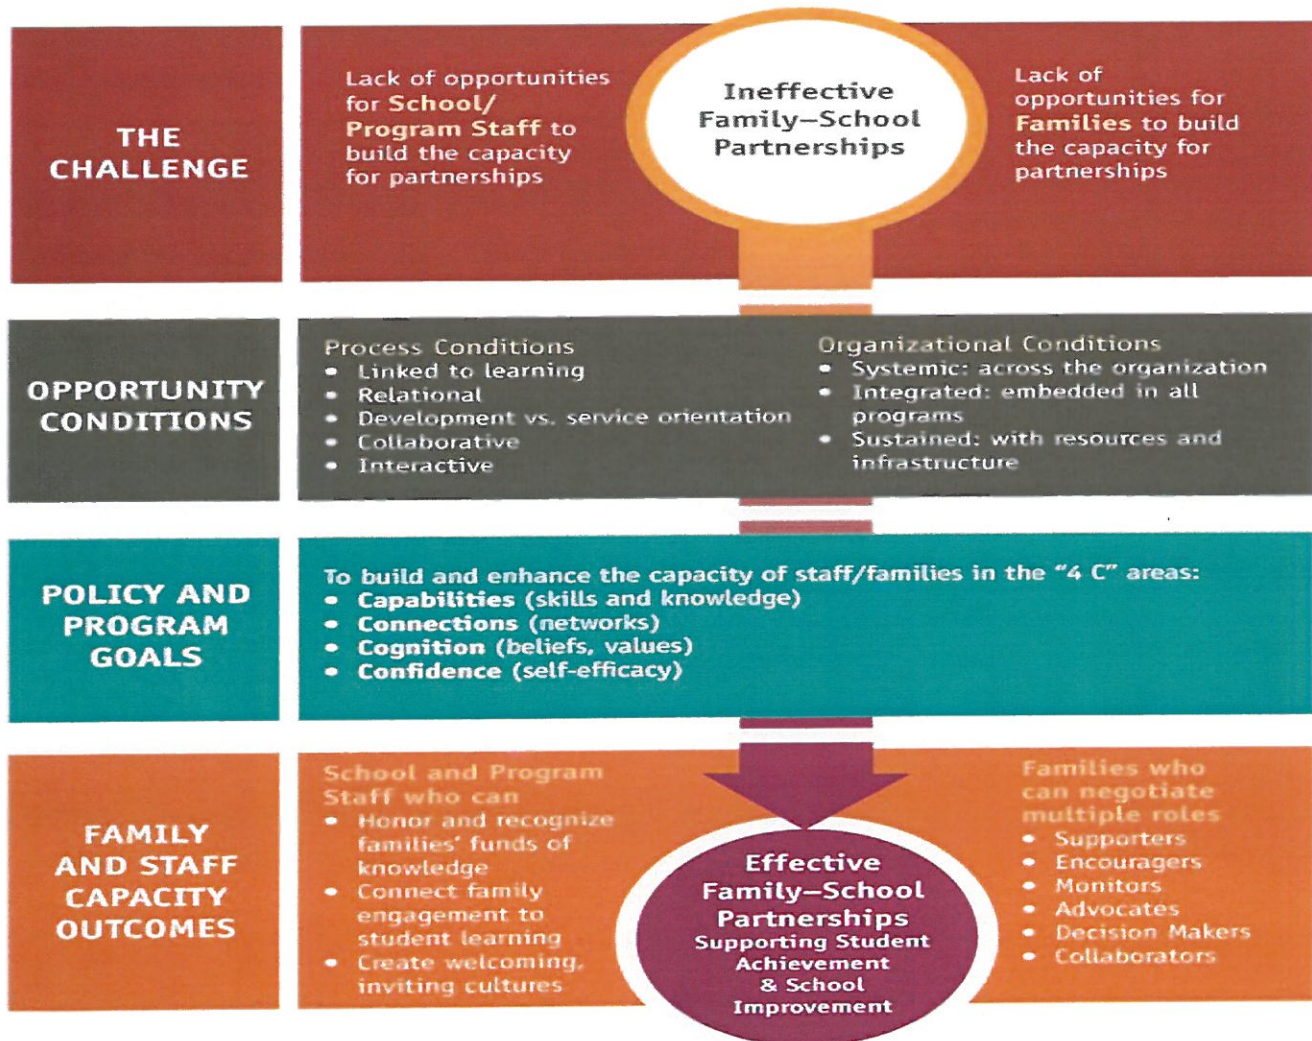 THE
CHALLENGE
Lack of opportunities
for School/
Program Staff to
build the capacity
for partnerships
Ineffective
Family–School
Partnerships
Lack of
opportunities for
Families to build
the capacity for
partnerships
OPPORTUNITY
CONDITIONS
Process Conditions
• Linked to learning
• Relational
• Development vs. service orientation
• Collaborative
• Interactive
Organizational Conditions
• Systemic: across the organization
• Integrated: embedded in all
programs
• Sustained: with resources and
infrastructure
POLICY AND
PROGRAM
GOALS
To build and enhance the capacity of staff/families in the “4 C” areas:
• Capabilities (skills and knowledge)
• Connections (networks)
• Cognition (beliefs, values)
• Confidence (self-efficacy)
FAMILY
AND STAFF
CAPACITY
OUTCOMES
School and Program
Staff who can
• Honor and recognize
families’ funds of
knowledge
• Connect family
engagement to
student learning
• Create welcoming,
inviting cultures
Effective
Family–School
Partnerships
Supporting Student
Achievement
& School
Improvement
Families who
can negotiate
multiple roles
• Supporters
• Encouragers
• Monitors
• Advocates
• Decision Makers
• Collaborators